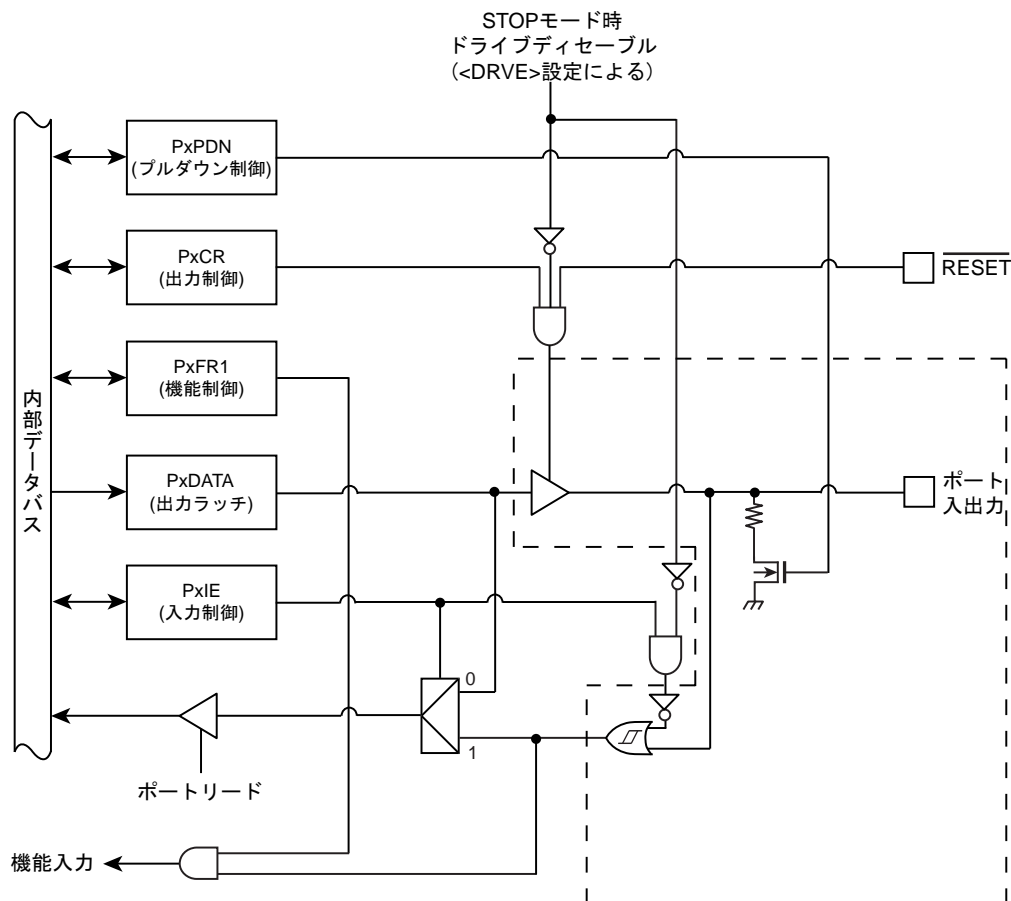 STOPモード時
ドライブディセーブル
(<DRVE>設定による)
PxPDN
(プルダウン制御)
PxCR
(出力制御)
RESET
PxFR1
(機能制御)
内部データバス
PxDATA
(出力ラッチ)
ポート
入出力
PxIE
(入力制御)
0
1
ポートリード
機能入力